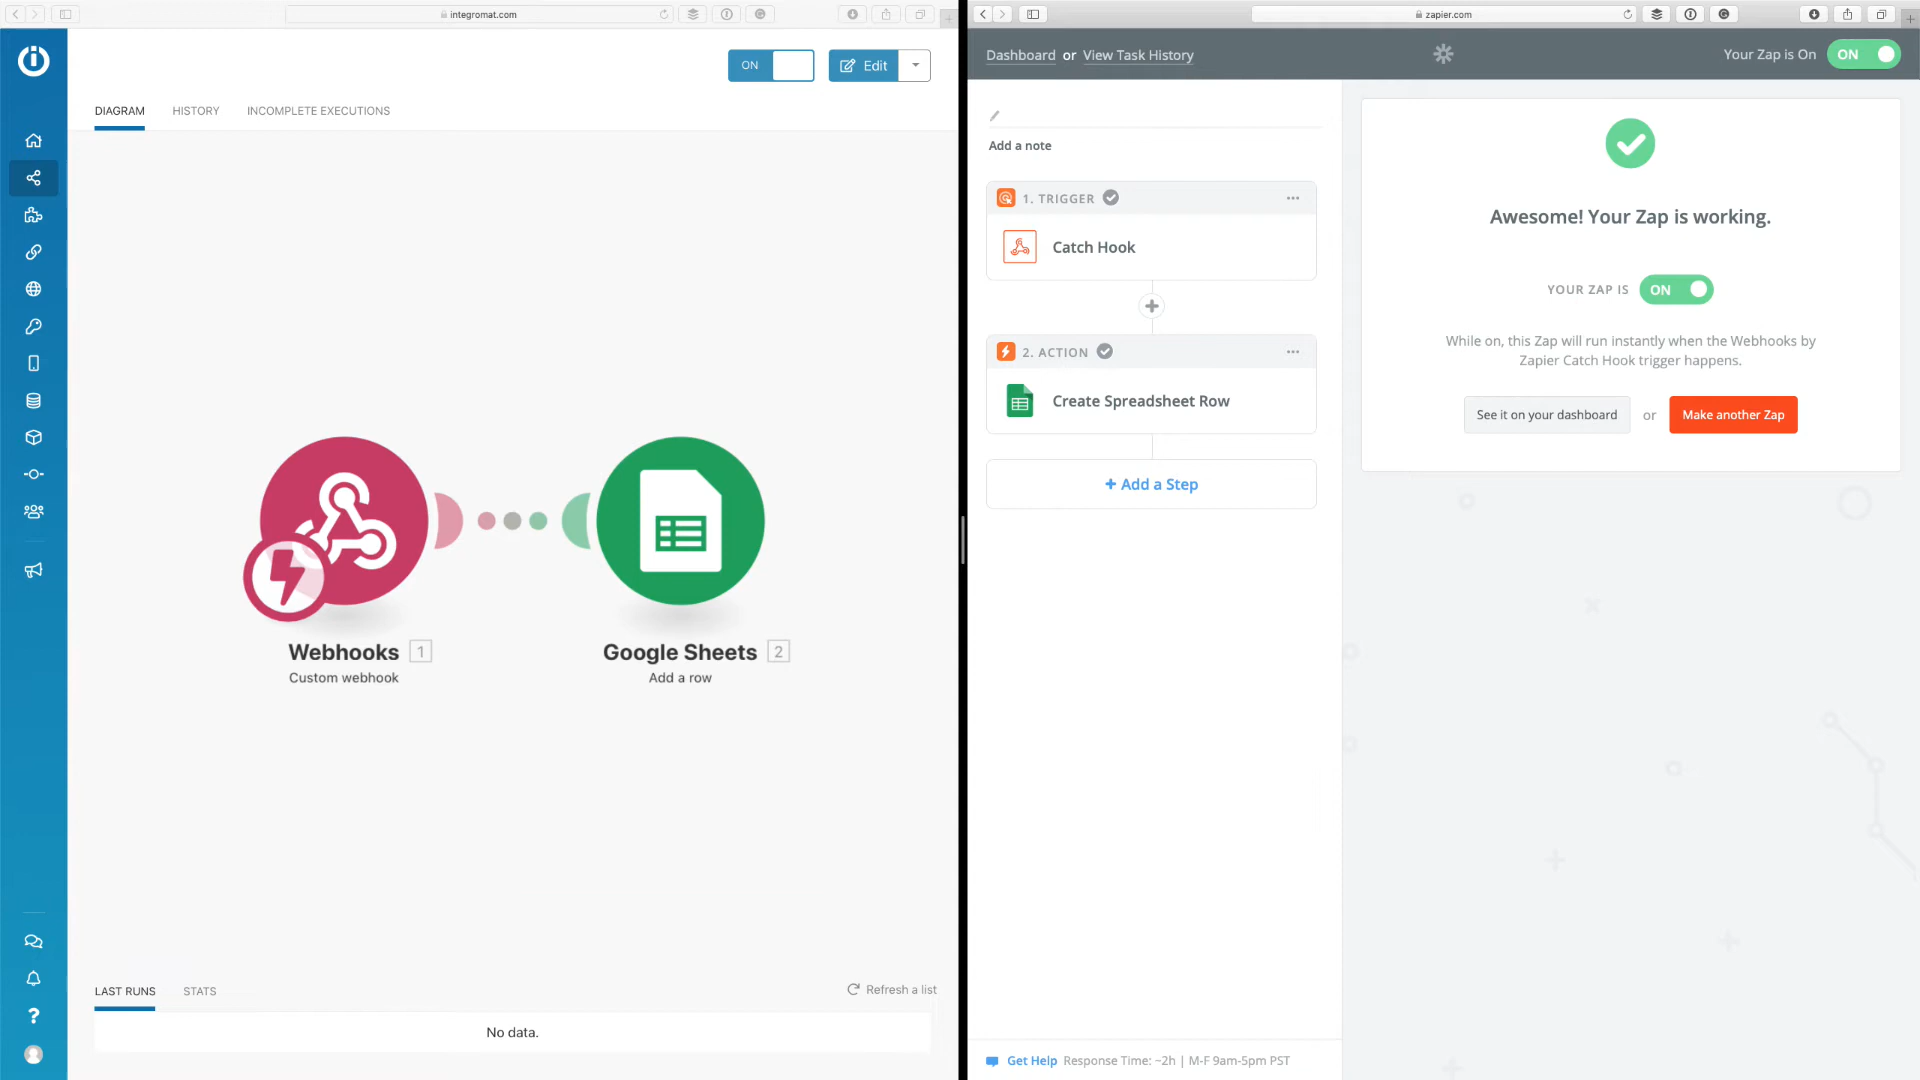 integromat.com
ON
Edit
DIAGRAM
HISTORY
INCOMPLETE EXECUTIONS
Webhooks 1
Custom webhook
Google Sheets 2
Add a row
LAST RUNS
STATS
Refresh a list
No data.
?
zapier.com
Dashboard or View Task History
Your Zap is On
ON
Add a note
1. TRIGGER
Catch Hook
2. ACTION
Create Spreadsheet Row
+ Add a Step
Get Help Response Time: ~2h | M-F 9am-5pm PST
Awesome! Your Zap is working.
YOUR ZAP IS ON
While on, this Zap will run instantly when the Webhooks by
Zapier Catch Hook trigger happens.
See it on your dashboard or Make another Zap